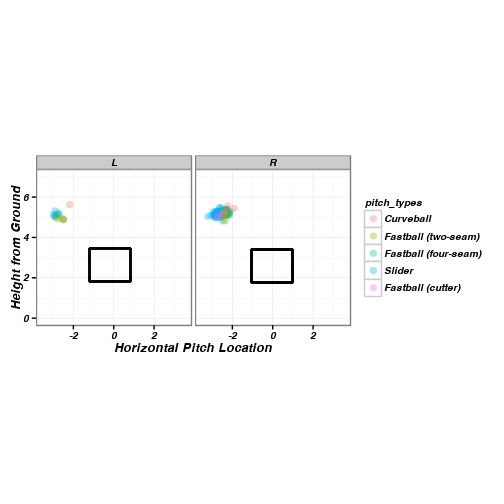 L
R
6
4
2
0
-2
0
2
-2
0
2
Height from Ground
Horizontal Pitch Location
pitch_types
Curveball
Fastball (two-seam)
Fastball (four-seam)
Slider
Fastball (cutter)